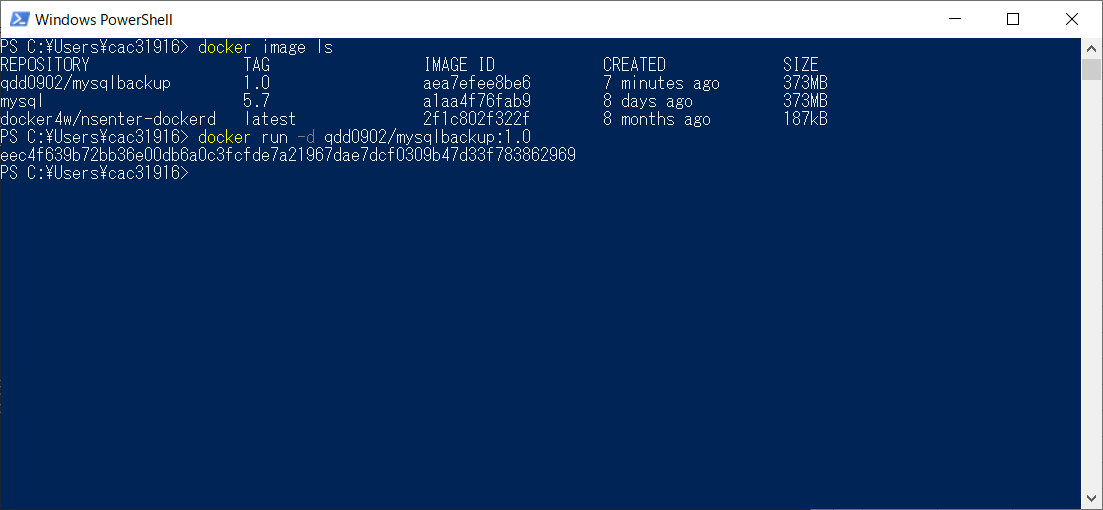 Windows PowerShell
PS C:¥Users¥cac31916> docker image ls
REPOSITORY TAG IMAGE ID CREATED SIZE
qdd0902/mysqlbackup 1.0 aea7efee8be6 7 minutes ago 373MB
mysql 5.7 a1aa4f76fab9 8 days ago 373MB
docker4w/nsenter-dockerd latest 2f1c802f322f 8 months ago 187kB
PS C:¥Users¥cac31916> docker run -d qdd0902/mysqlbackup:1.0
eec4f639b72bb36e00db6a0c3fcfde7a21967dae7dcf0309b47d33f783862969
PS C:¥Users¥cac31916>